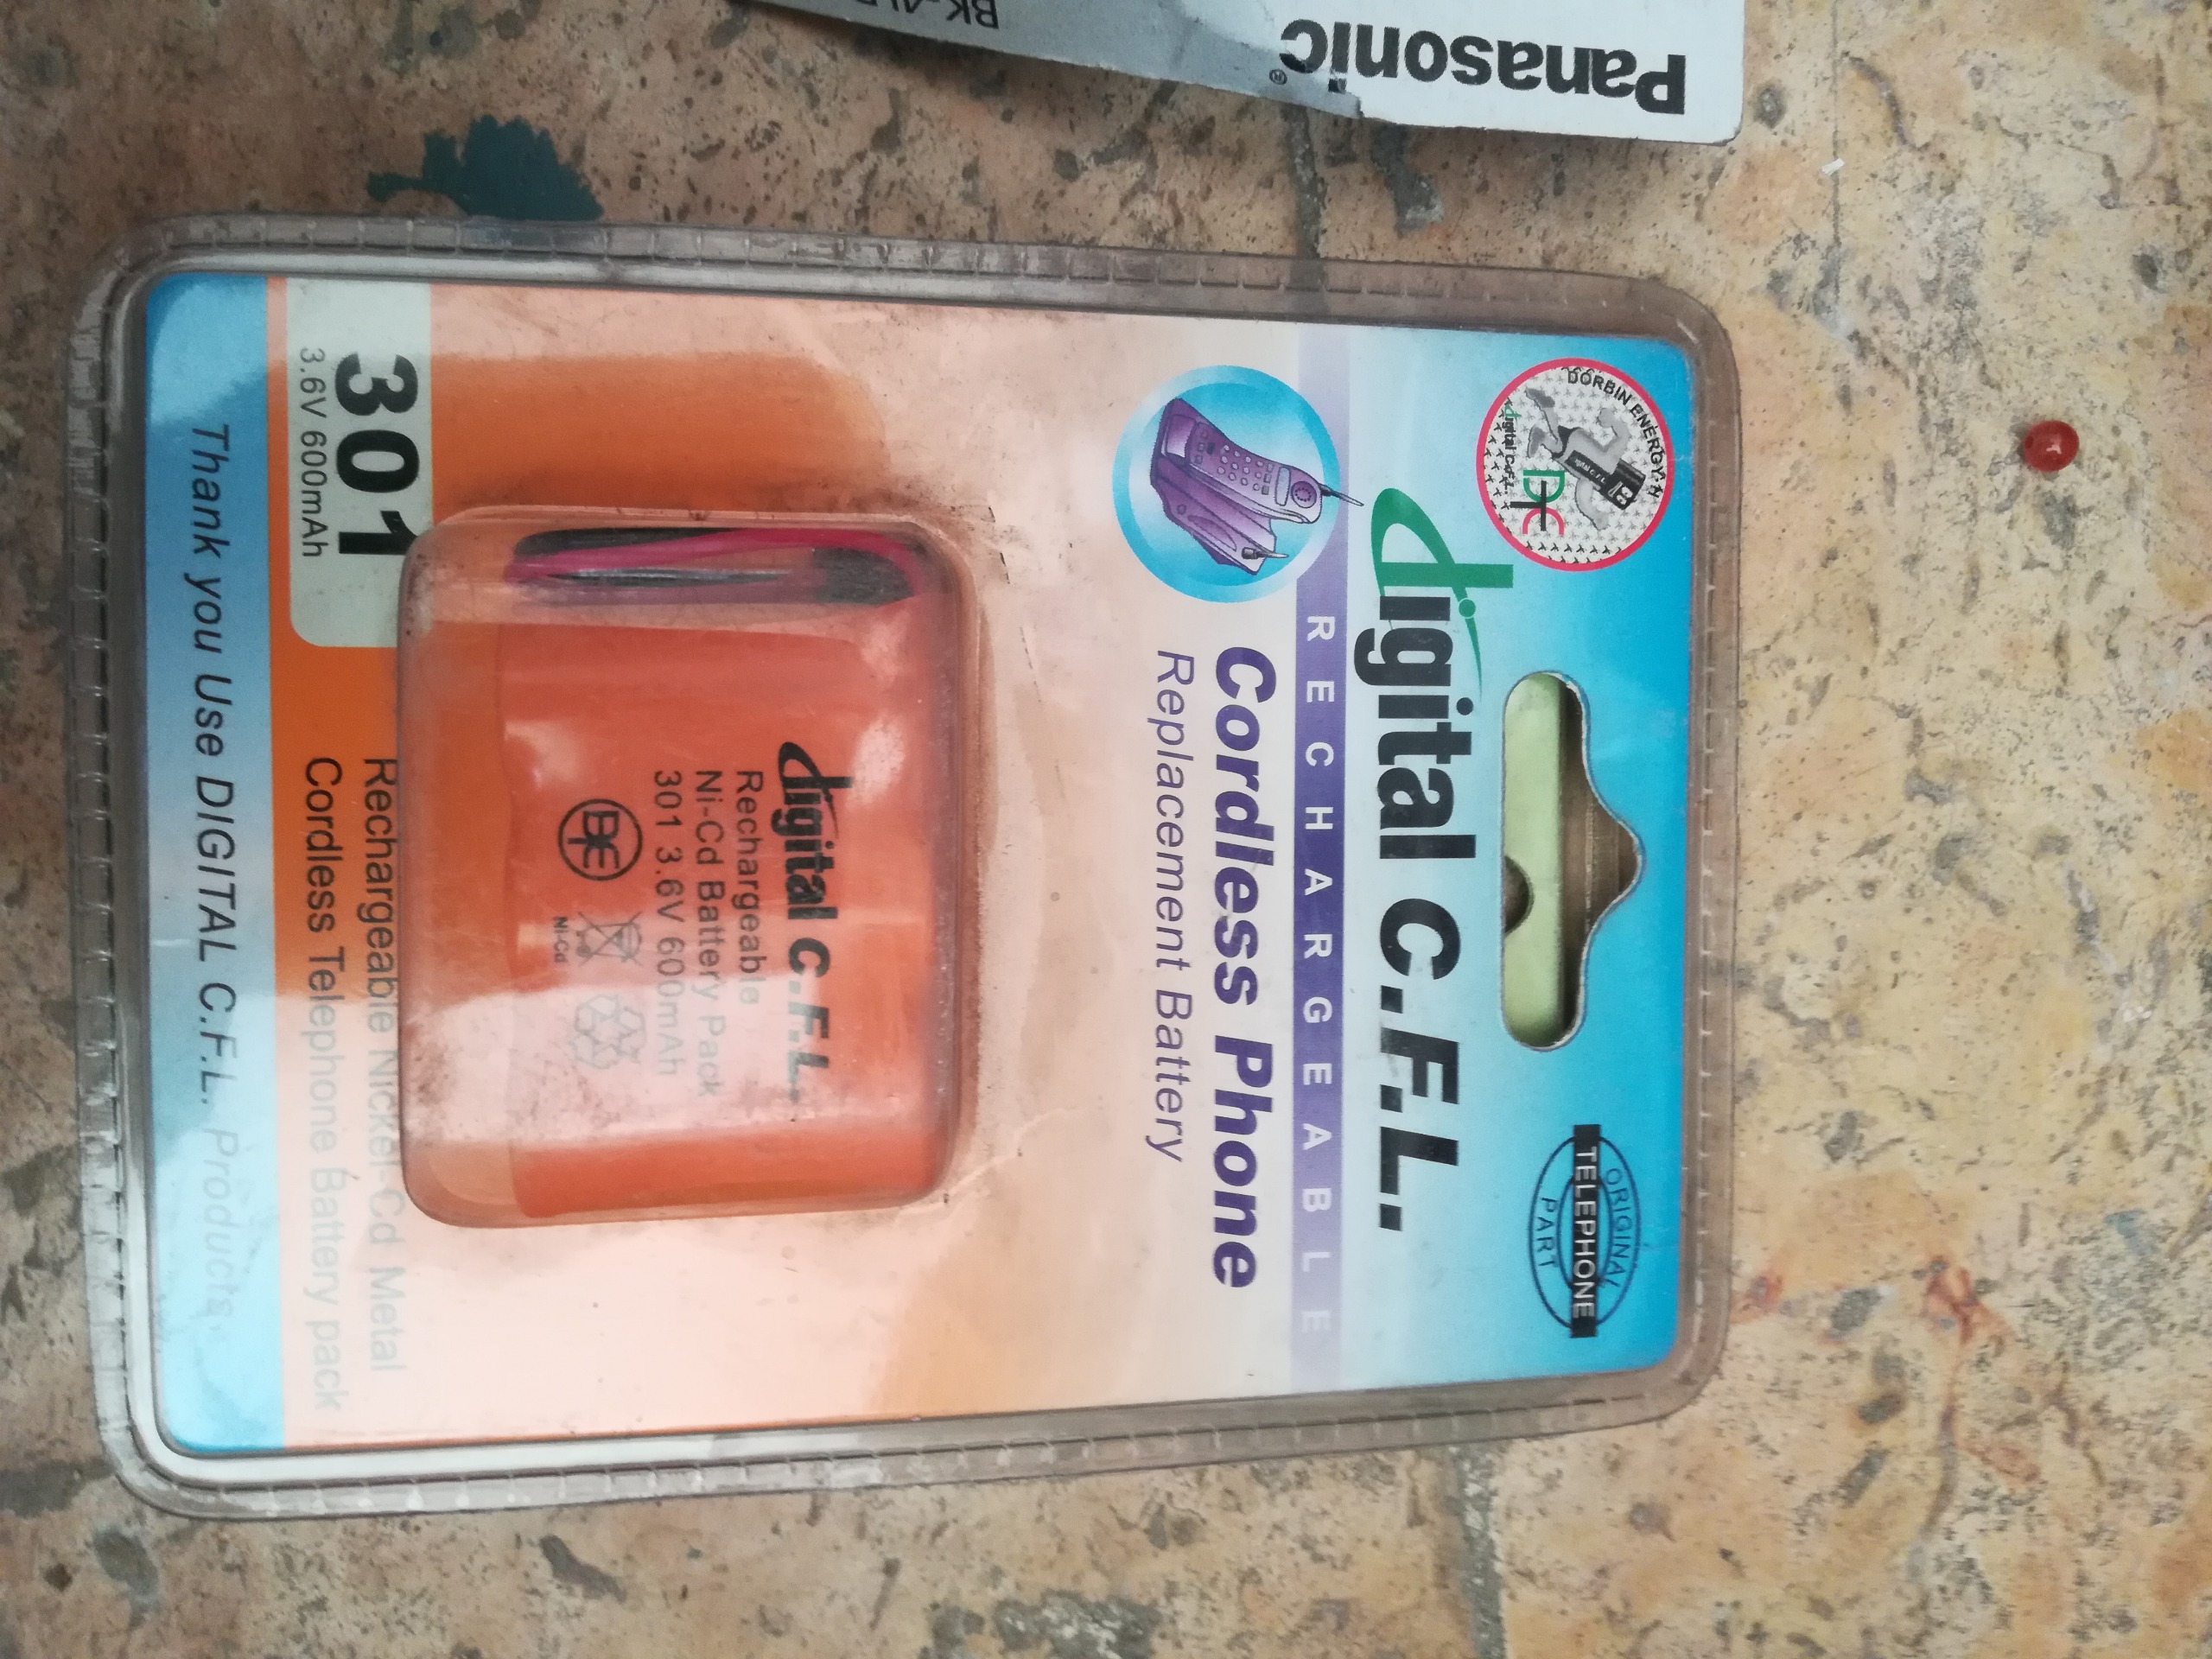 Panasonic®
DORBIN ENERGY
digital C.F.L.
ORIGINAL
TELEPHONE
PART
digital C.F.L.
RECHARGEABLE
Cordless Phone
Replacement Battery
digital C.F.L.
Rechargeable
Ni-Cd Battery Pack
301 3.6V 600mAh
Ni-Cd
301
3.6V 600mAh
Rechargeable Nickel-Cd Metal
Cordless Telephone Battery pack
Thank you Use DIGITAL C.F.L. Products